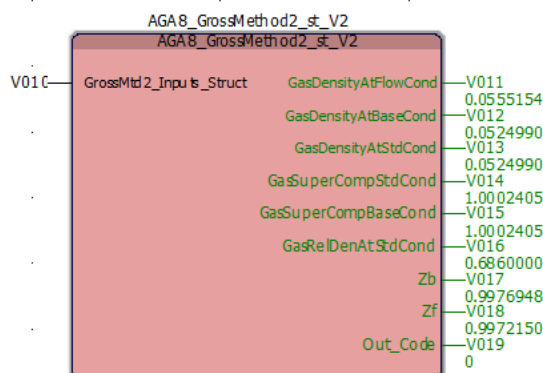 AGA8_GrossMethod2_st_V2
AGA8_GrossMethod2_st_V2
V010 GrossMtd2_Inputs_Struct GasDensityAtFlowCond V011
0.0555154
GasDensityAtBaseCond V012
0.0524990
GasDensityAtStdCond V013
0.0524990
GasSuperCompStdCond V014
1.0002405
GasSuperCompBaseCond V015
1.0002405
GasRelDenAtStdCond V016
0.6860000
Zb V017
0.9976948
Zf V018
0.9972150
Out_Code V019
0